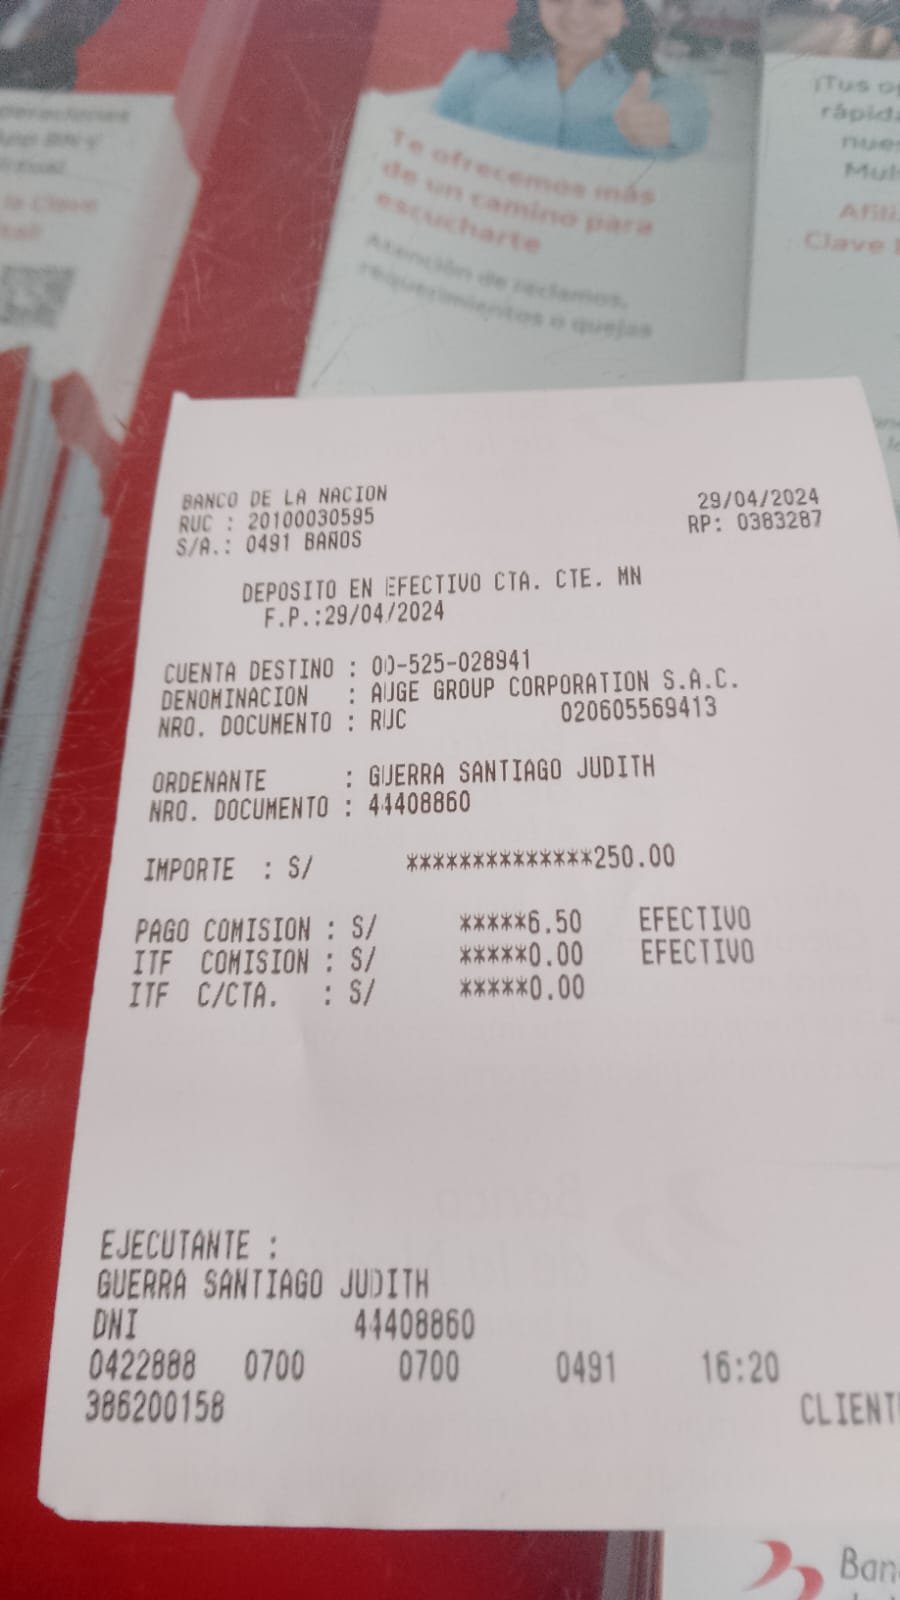 peraciones
App BN y
la Clave
Te ofrecemos más
de un camino para
escucharte
Atención de reclamos,
requerimientos o quejas
¡Tus op
rápida
nues
Mul
Afíli
Clave
BANCO DE LA NACION 29/04/2024
RUC : 20100030595 RP: 0383287
S/A.: 0491 BAÑOS
DEPOSITO EN EFECTIVO CTA. CTE. MN
F.P.:29/04/2024
CUENTA DESTINO : 00-525-028941
DENOMINACION : AUGE GROUP CORPORATION S.A.C.
NRO. DOCUMENTO : RUC 020605569413
ORDENANTE : GUERRA SANTIAGO JUDITH
NRO. DOCUMENTO : 44408860
IMPORTE : S/ **************250.00
PAGO COMISION : S/ *****6.50 EFECTIVO
ITF COMISION : S/ *****0.00 EFECTIVO
ITF C/CTA. : S/ *****0.00
EJECUTANTE :
GUERRA SANTIAGO JUDITH
DNI 44408860
0422888 0700 0700 0491 16:20
386200158 CLIENT
Ban